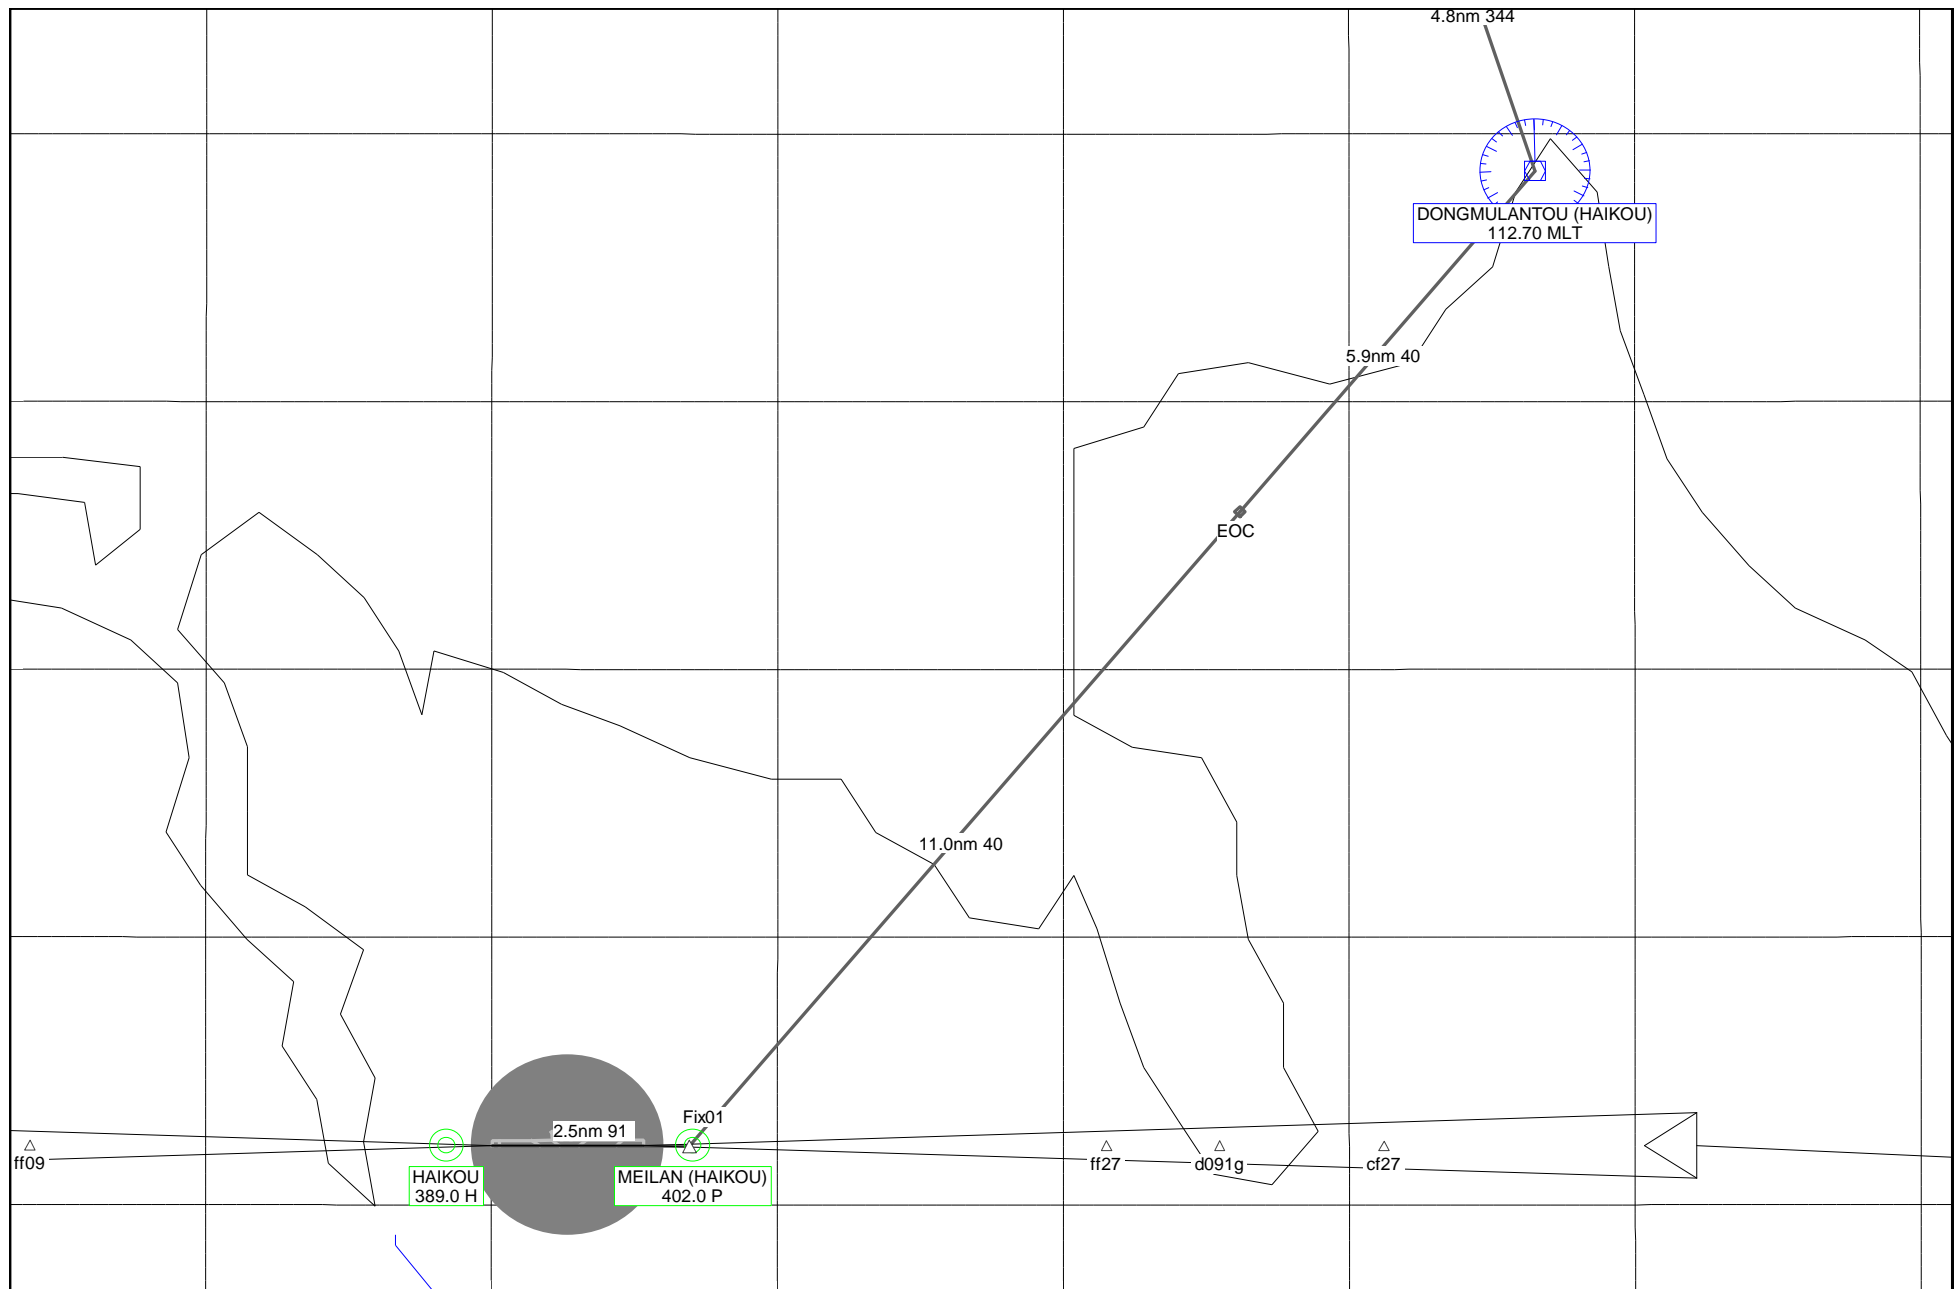 4.8nm 344
DONGMULANTOU (HAIKOU)
112.70 MLT
5.9nm 40
EOC
11.0nm 40
Fix01
2.5nm 91
ff09
HAIKOU
389.0 H
MEILAN (HAIKOU)
402.0 P
ff27
d091g
cf27